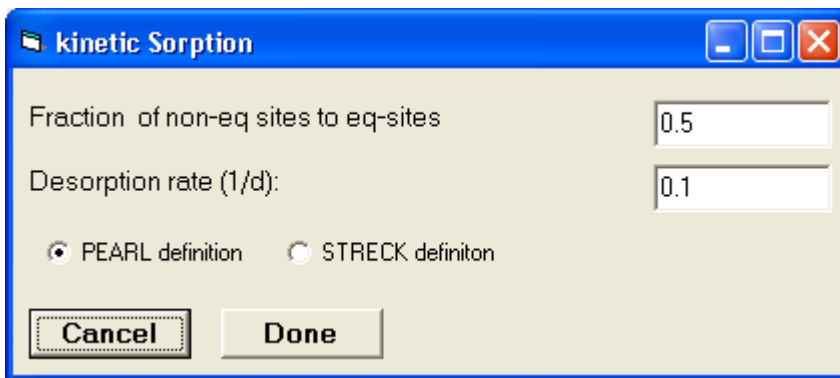 kinetic Sorption
Fraction of non-eq sites to eq-sites 0.5
Desorption rate (1/d): 0.1
PEARL definition STRECK definiton
Cancel Done